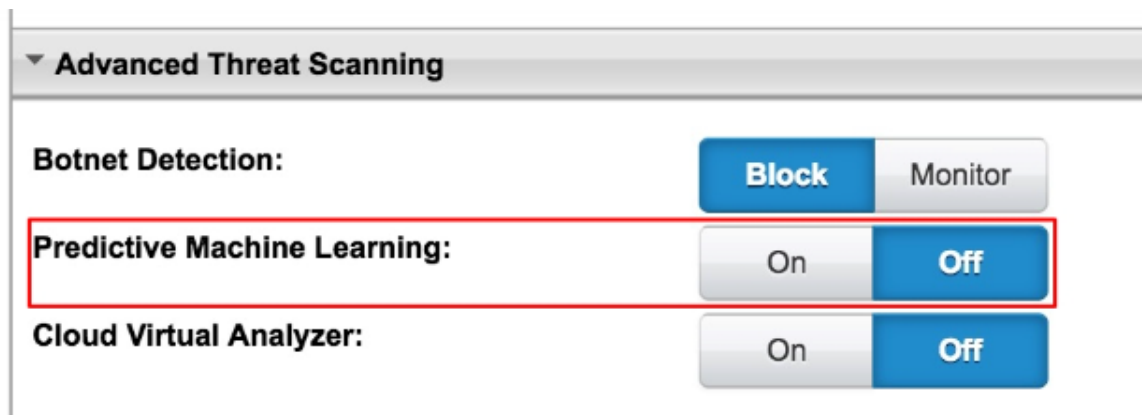 Advanced Threat Scanning
Botnet Detection: Block Monitor
Predictive Machine Learning: On Off
Cloud Virtual Analyzer: On Off